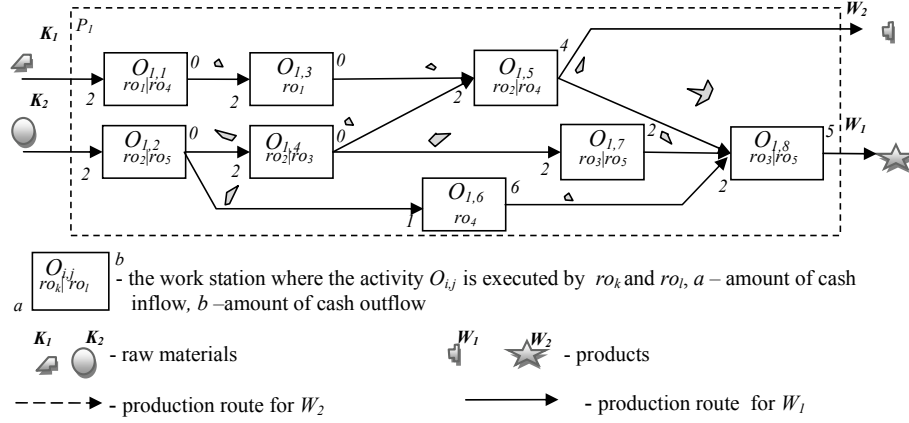 P1
K1
W2
O1,1
ro1|ro4
2
0
O1,3
ro1
2
0
O1,5
ro2|ro4
2
4
K2
O1,2
ro2|ro5
2
0
O1,4
ro2|ro3
2
0
O1,7
ro3|ro5
2
2
O1,8
ro3|ro5
2
5
W1
O1,6
ro4
1
6
Oi,j
rok| rol
a
b
- the work station where the activity Oi,j is executed by rok and rol, a – amount of cash
inflow, b –amount of cash outflow
K1 K2 - raw materials
W1 W2 - products
- production route for W2
- production route for W1